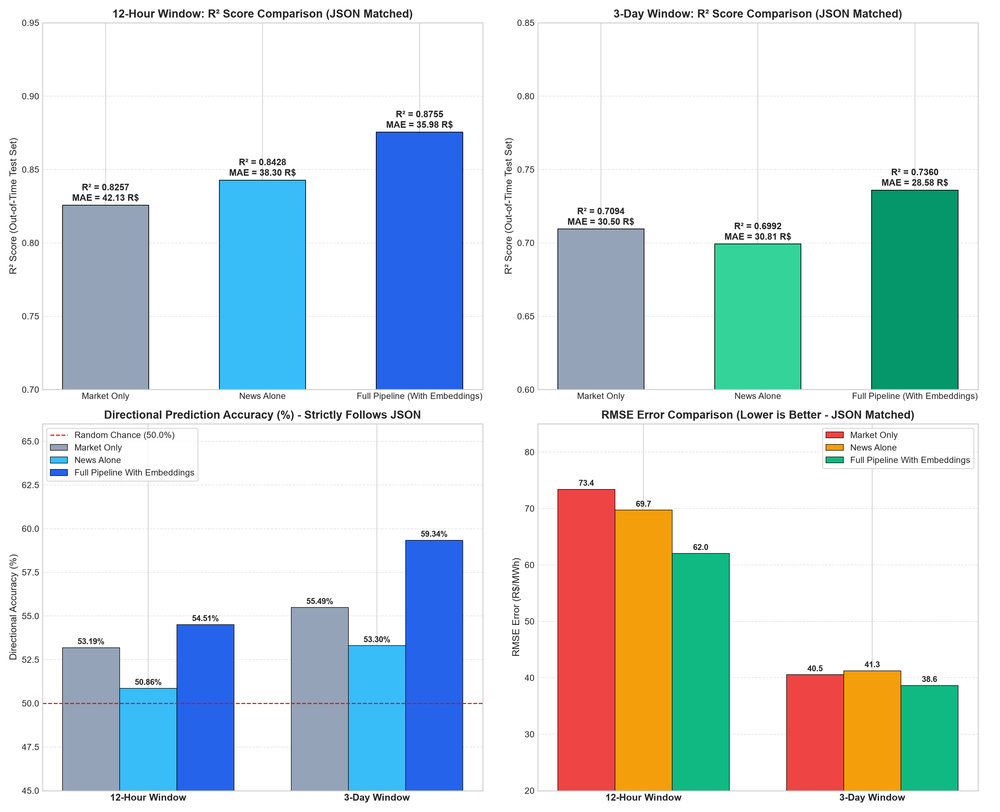 12-Hour Window: R² Score Comparison (JSON Matched)
R² Score (Out-of-Time Test Set)
0.95
0.90
0.85
0.80
0.75
0.70
R² = 0.8257
MAE = 42.13 R$
R² = 0.8428
MAE = 38.30 R$
R² = 0.8755
MAE = 35.98 R$
Market Only
News Alone
Full Pipeline (With Embeddings)
3-Day Window: R² Score Comparison (JSON Matched)
R² Score (Out-of-Time Test Set)
0.85
0.80
0.75
0.70
0.65
0.60
R² = 0.7094
MAE = 30.50 R$
R² = 0.6992
MAE = 30.81 R$
R² = 0.7360
MAE = 28.58 R$
Market Only
News Alone
Full Pipeline (With Embeddings)
Directional Prediction Accuracy (%) - Strictly Follows JSON
Directional Accuracy (%)
65.0
62.5
60.0
57.5
55.0
52.5
50.0
47.5
45.0
Random Chance (50.0%)
Market Only
News Alone
Full Pipeline With Embeddings
53.19%
50.86%
54.51%
55.49%
53.30%
59.34%
12-Hour Window
3-Day Window
RMSE Error Comparison (Lower is Better - JSON Matched)
RMSE Error (R$/MWh)
80
70
60
50
40
30
20
Market Only
News Alone
Full Pipeline With Embeddings
73.4
69.7
62.0
40.5
41.3
38.6
12-Hour Window
3-Day Window